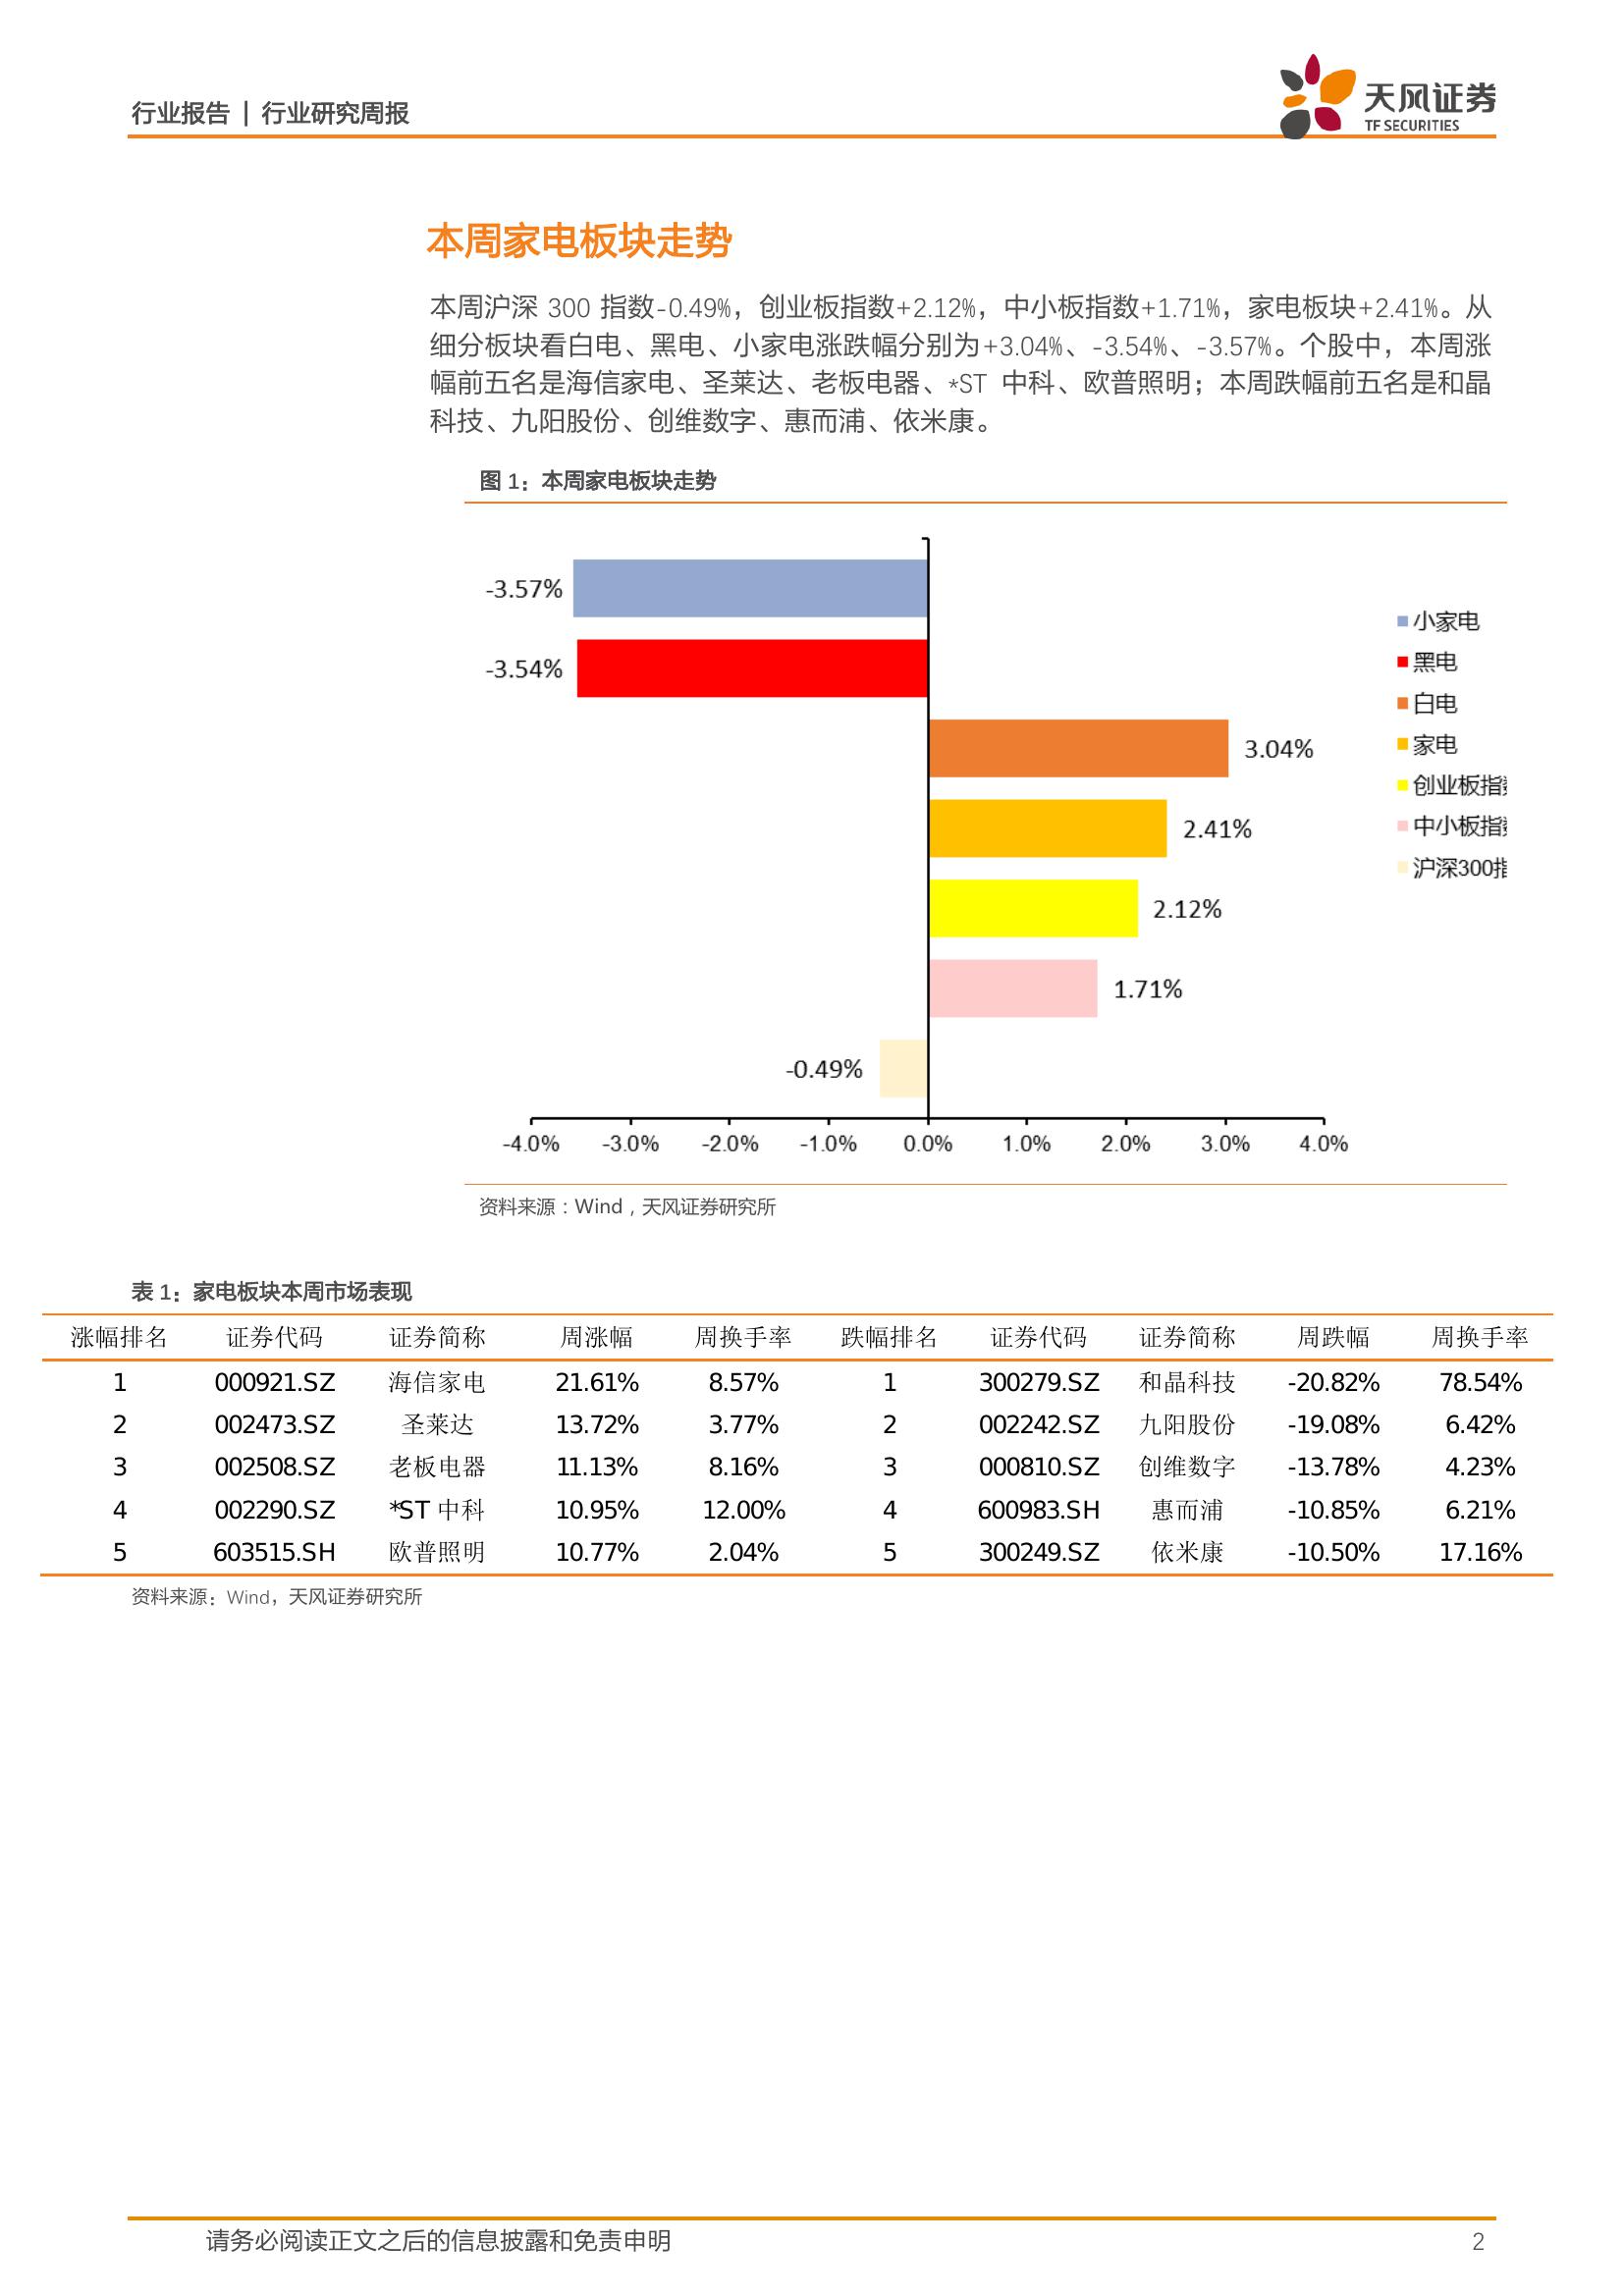 行业报告 | 行业研究周报
天风证券
TF SECURITIES
本周家电板块走势
本周沪深 300 指数-0.49%，创业板指数+2.12%，中小板指数+1.71%，家电板块+2.41%。从
细分板块看白电、黑电、小家电涨跌幅分别为+3.04%、-3.54%、-3.57%。个股中，本周涨
幅前五名是海信家电、圣莱达、老板电器、*ST 中科、欧普照明；本周跌幅前五名是和晶
科技、九阳股份、创维数字、惠而浦、依米康。
图 1：本周家电板块走势
-3.57%
-3.54%
3.04%
2.41%
2.12%
1.71%
-0.49%
-4.0% -3.0% -2.0% -1.0% 0.0% 1.0% 2.0% 3.0% 4.0%
小家电
黑电
白电
家电
创业板指
中小板指
沪深300指
资料来源：Wind，天风证券研究所
表 1：家电板块本周市场表现
涨幅排名 证券代码 证券简称 周涨幅 周换手率 跌幅排名 证券代码 证券简称 周跌幅 周换手率
1 000921.SZ 海信家电 21.61% 8.57% 1 300279.SZ 和晶科技 -20.82% 78.54%
2 002473.SZ 圣莱达 13.72% 3.77% 2 002242.SZ 九阳股份 -19.08% 6.42%
3 002508.SZ 老板电器 11.13% 8.16% 3 000810.SZ 创维数字 -13.78% 4.23%
4 002290.SZ *ST 中科 10.95% 12.00% 4 600983.SH 惠而浦 -10.85% 6.21%
5 603515.SH 欧普照明 10.77% 2.04% 5 300249.SZ 依米康 -10.50% 17.16%
资料来源：Wind，天风证券研究所
请务必阅读正文之后的信息披露和免责申明 2